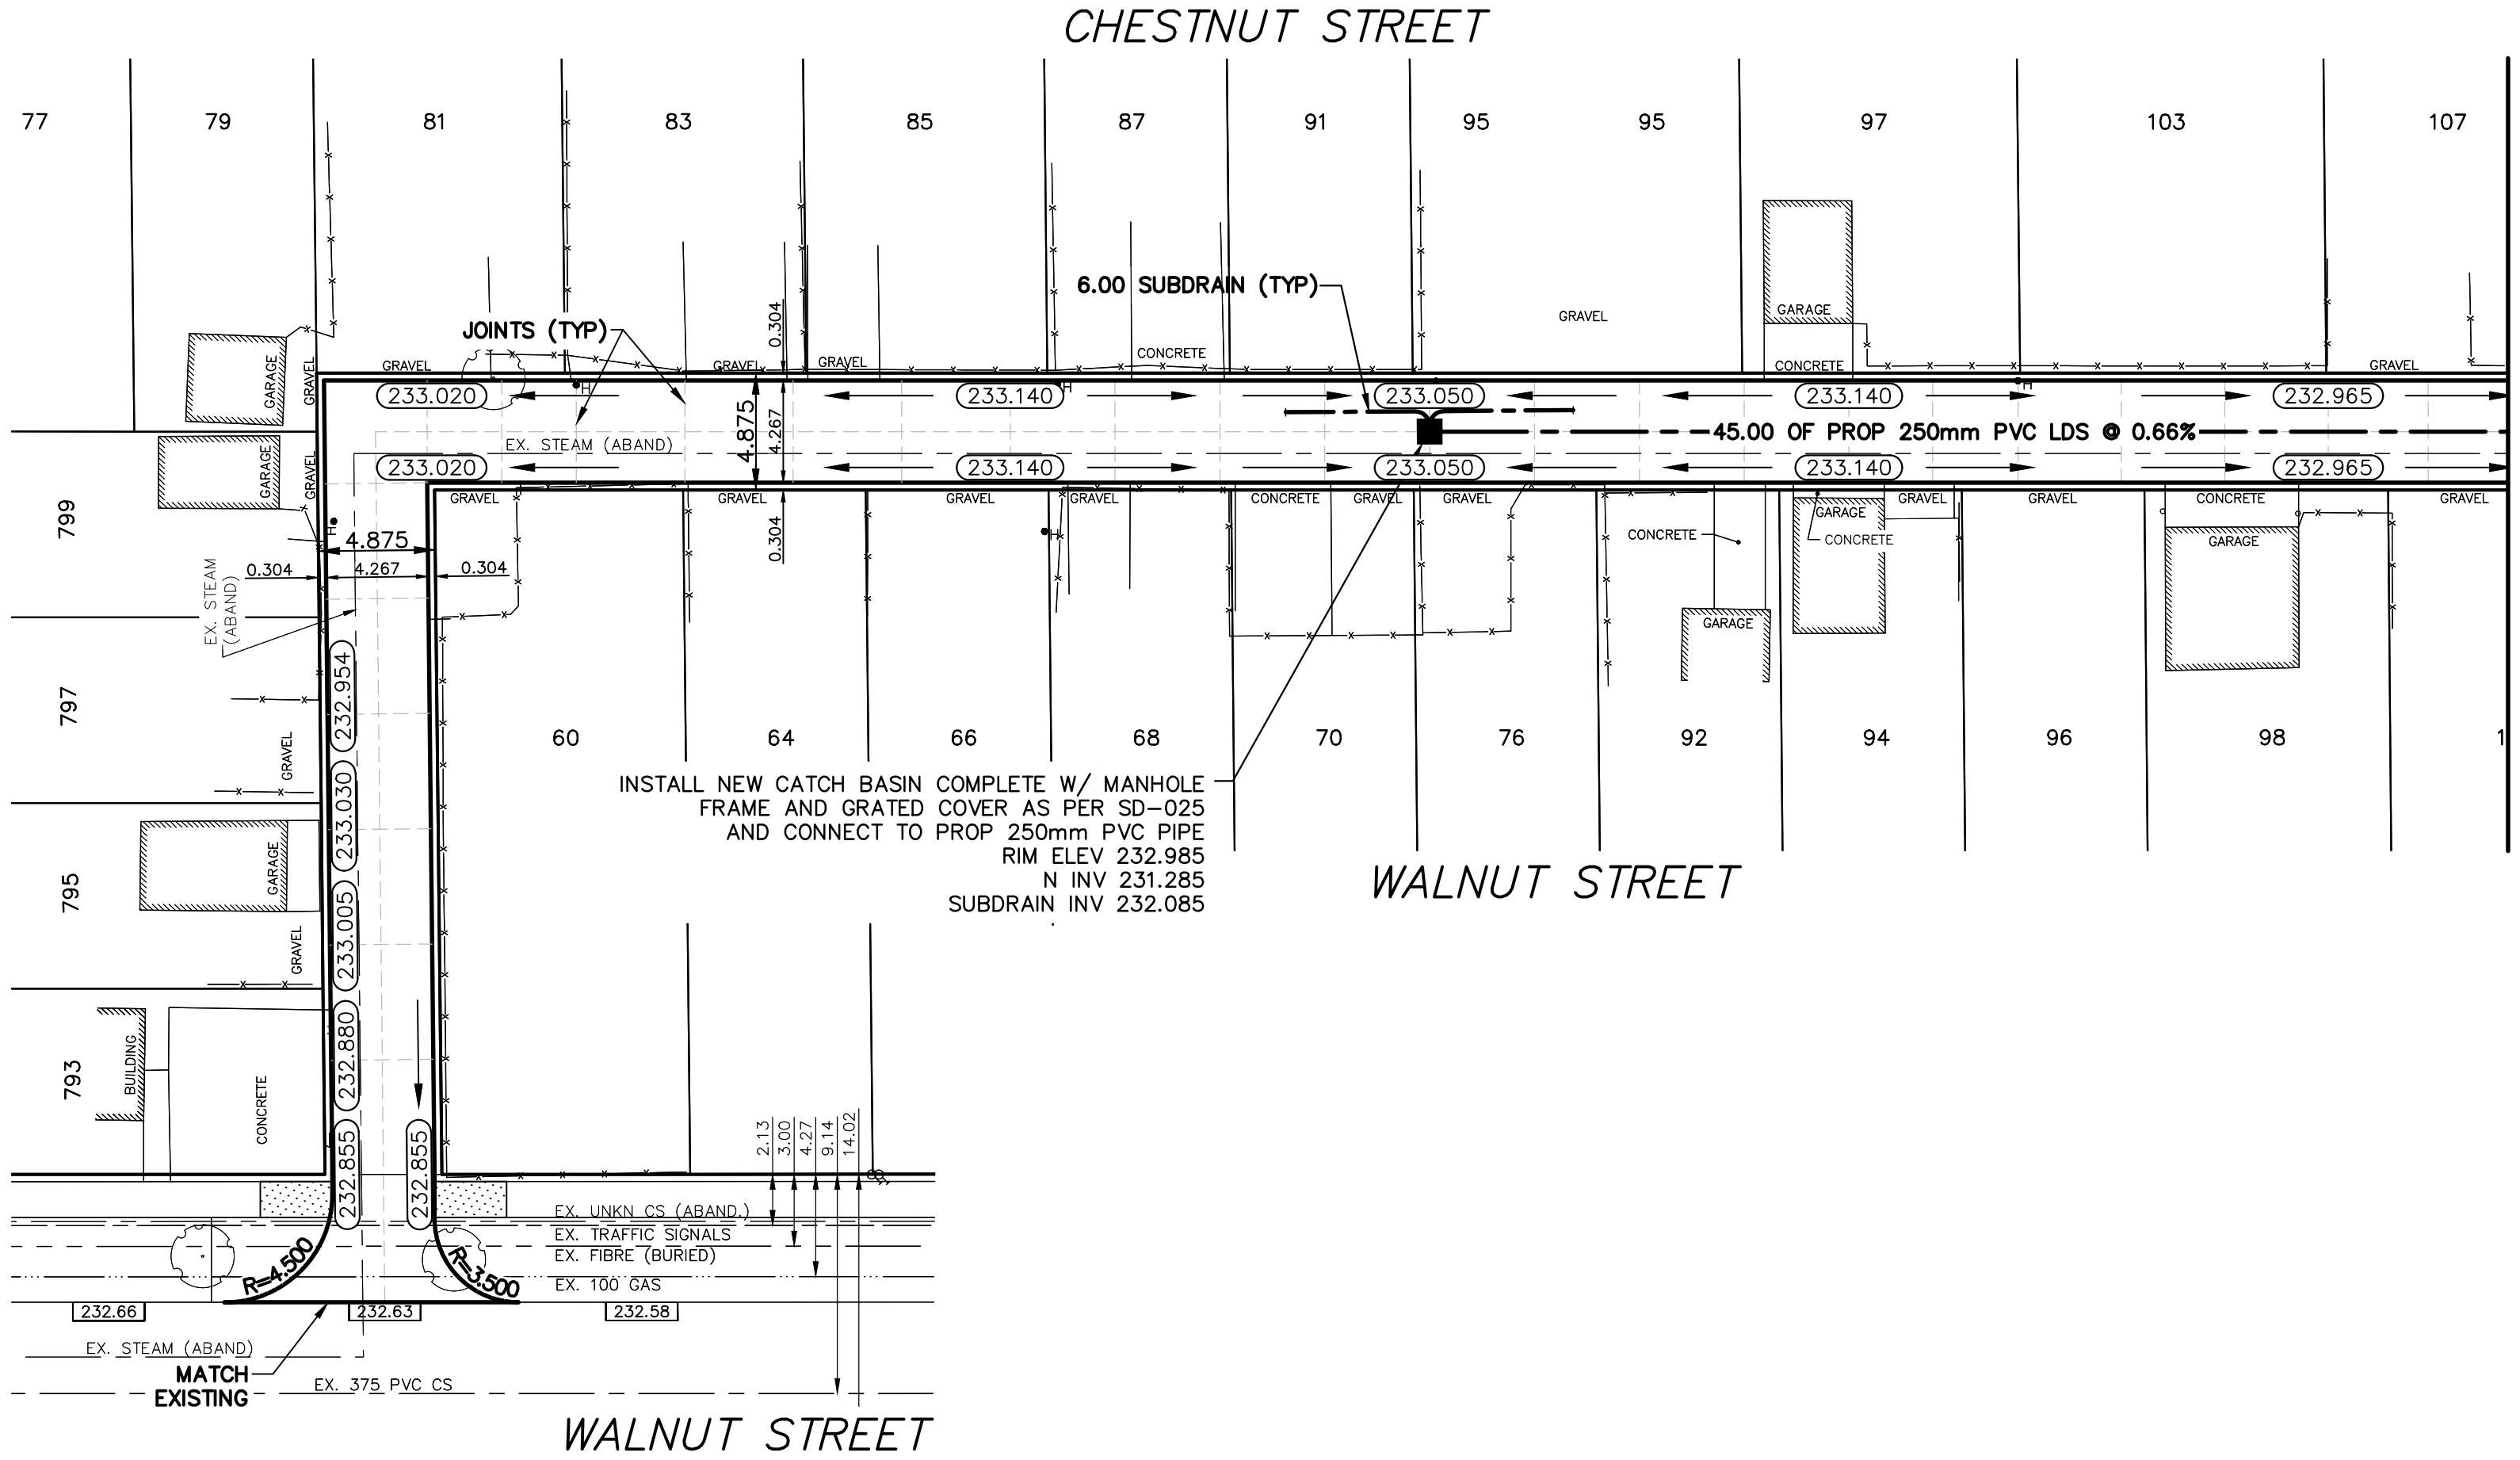 CHESTNUT STREET
77
79
81
83
85
87
91
95
95
97
103
107
6.00 SUBDRAIN (TYP)
JOINTS (TYP)
0.304
GRAVEL
GARAGE
GARAGE
GRAVEL
GRAVEL
GRAVEL
GRAVEL
CONCRETE
CONCRETE
GRAVEL
GRAVEL
H
H
H
233.020
233.140
233.050
233.140
232.965
4.875
4.267
EX. STEAM (ABAND)
45.00 OF PROP 250mm PVC LDS @ 0.66%
233.020
233.140
233.050
233.140
232.965
GARAGE
GRAVEL
GRAVEL
GRAVEL
GRAVEL
GRAVEL
CONCRETE
GRAVEL
GRAVEL
GARAGE
GRAVEL
GRAVEL
CONCRETE
GRAVEL
0.304
H
H
CONCRETE
CONCRETE
GARAGE
GARAGE
799
4.875
0.304
4.267
0.304
EX. STEAM
(ABAND)
797
232.954
GRAVEL
233.030
60
64
66
68
70
76
92
94
96
98
1
INSTALL NEW CATCH BASIN COMPLETE W/ MANHOLE
FRAME AND GRATED COVER AS PER SD-025
AND CONNECT TO PROP 250mm PVC PIPE
RIM ELEV 232.985
N INV 231.285
SUBDRAIN INV 232.085
WALNUT STREET
795
GARAGE
233.005
GRAVEL
793
BUILDING
CONCRETE
232.880
232.855
232.855
2.13
3.00
4.27
9.14
14.02
EX. UNKN CS (ABAND.)
EX. TRAFFIC SIGNALS
EX. FIBRE (BURIED)
EX. 100 GAS
R=4.500
R=3.500
232.66
232.63
232.58
EX. STEAM (ABAND)
MATCH
EXISTING
EX. 375 PVC CS
WALNUT STREET